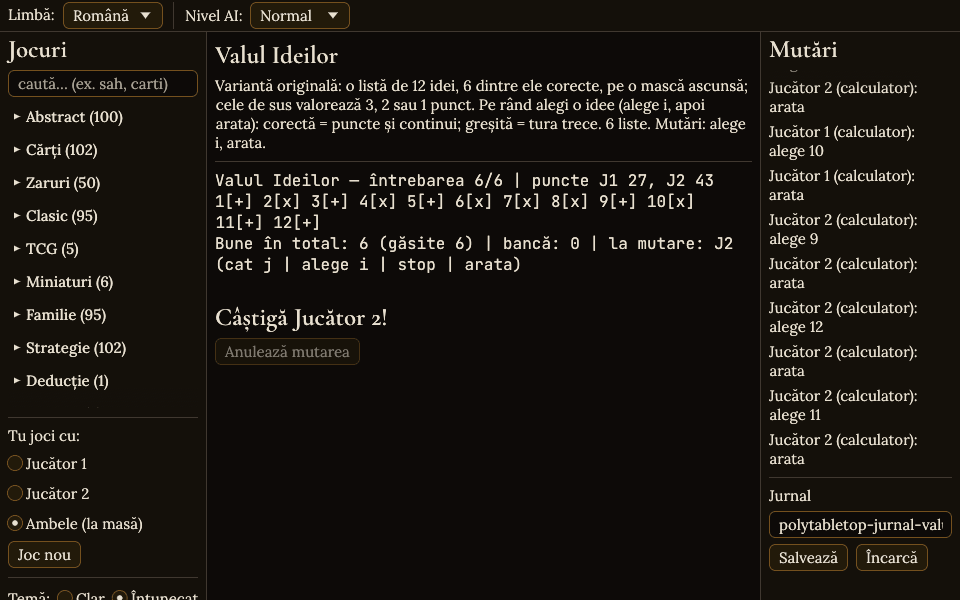 Limbă: Română Nivel AI: Normal
Jocuri
caută... (ex. sah, carti)
Abstract (100)
Cărți (102)
Zaruri (50)
Clasic (95)
TCG (5)
Miniaturi (6)
Familie (95)
Strategie (102)
Deducție (1)
Tu joci cu:
Jucător 1
Jucător 2
Ambele (la masă)
Joc nou
Temă: Clar Întunecat
Valul Ideilor
Variantă originală: o listă de 12 idei, 6 dintre ele corecte, pe o mască ascunsă;
cele de sus valorează 3, 2 sau 1 punct. Pe rând alegi o idee (alege i, apoi
arata): corectă = puncte și continui; greșită = tura trece. 6 liste. Mutări: alege
i, arata.
Valul Ideilor — întrebarea 6/6 | puncte J1 27, J2 43
1[+] 2[x] 3[+] 4[x] 5[+] 6[x] 7[x] 8[x] 9[+] 10[x]
11[+] 12[+]
Bune în total: 6 (găsite 6) | bancă: 0 | la mutare: J2
(cat j | alege i | stop | arata)
Câștigă Jucător 2!
Anulează mutarea
Mutări
Jucător 2 (calculator):
arata
Jucător 1 (calculator):
alege 10
Jucător 1 (calculator):
arata
Jucător 2 (calculator):
alege 9
Jucător 2 (calculator):
arata
Jucător 2 (calculator):
alege 12
Jucător 2 (calculator):
arata
Jucător 2 (calculator):
alege 11
Jucător 2 (calculator):
arata
Jurnal
polytabletop-jurnal-valu
Salvează Încarcă